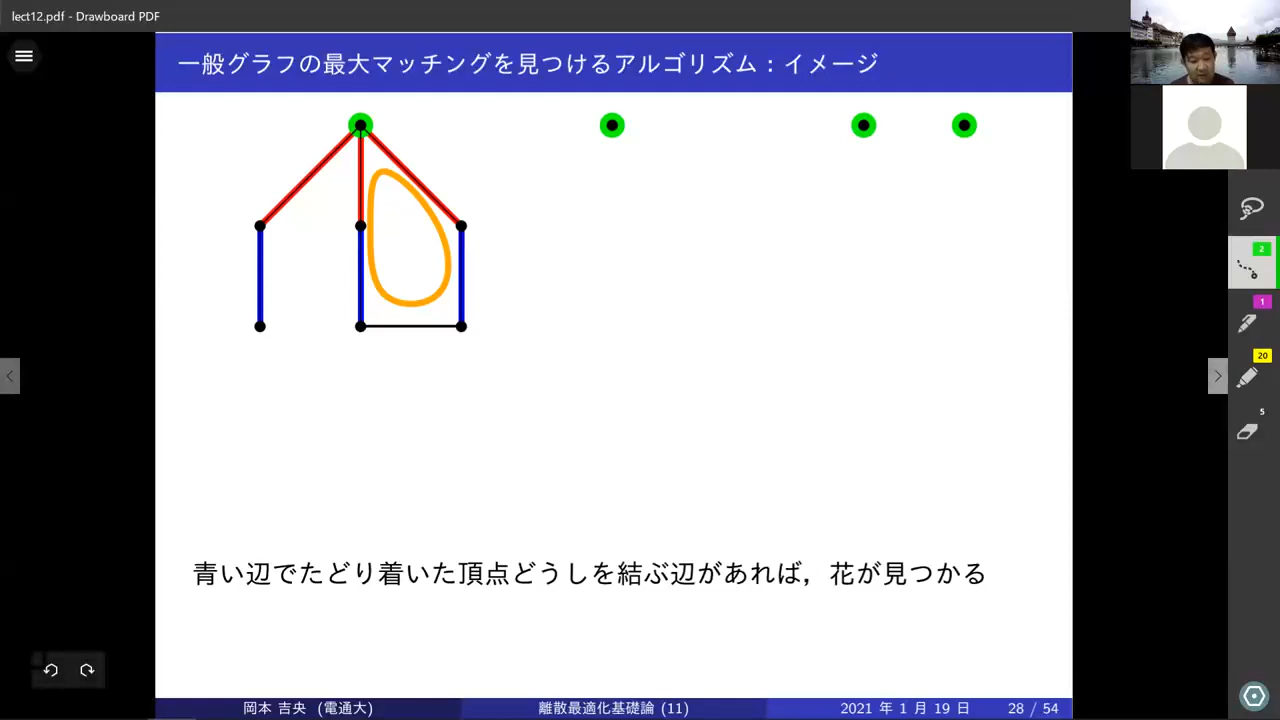 lect12.pdf - Drawboard PDF
一般グラフの最大マッチングを見つけるアルゴリズム：イメージ
2
1
20
5
青い辺でたどり着いた頂点どうしを結ぶ辺があれば，花が見つかる
岡本 吉央 (電通大) 離散最適化基礎論 (11) 2021 年 1 月 19 日 28 / 54